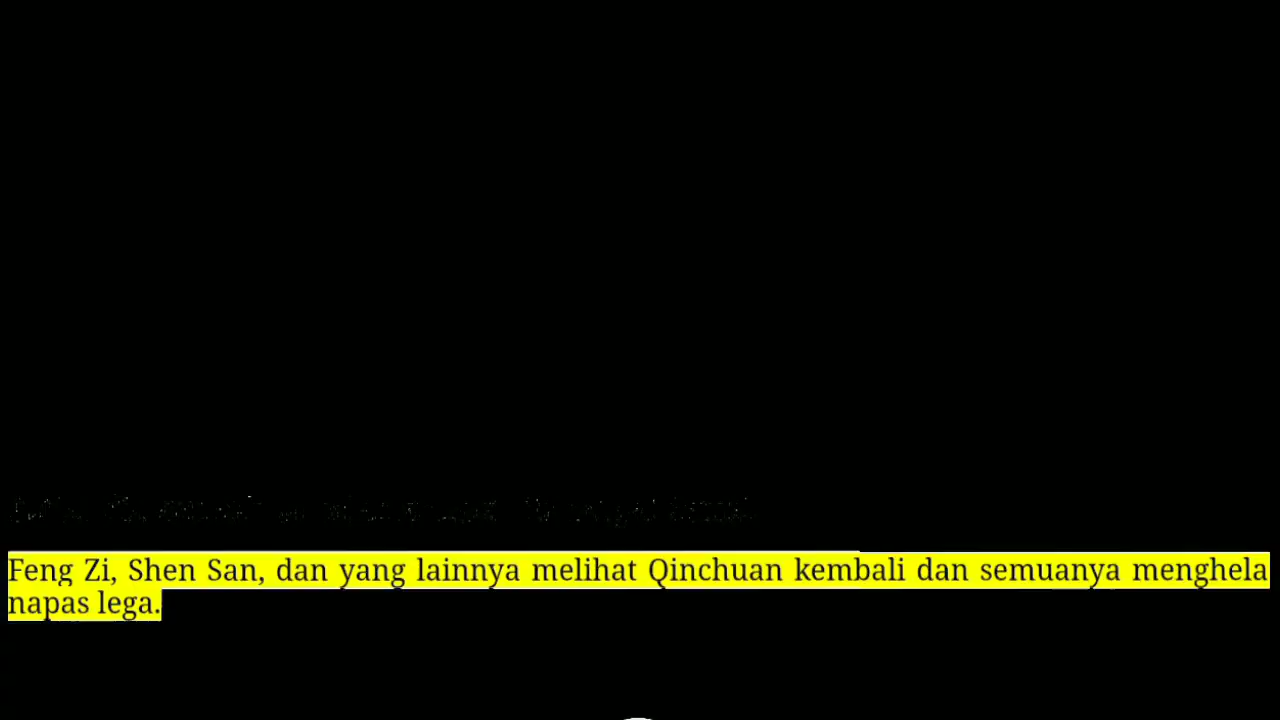 Feng Zi, Shen San, dan yang lainnya melihat Qinchuan kembali dan semuanya menghela
napas lega.